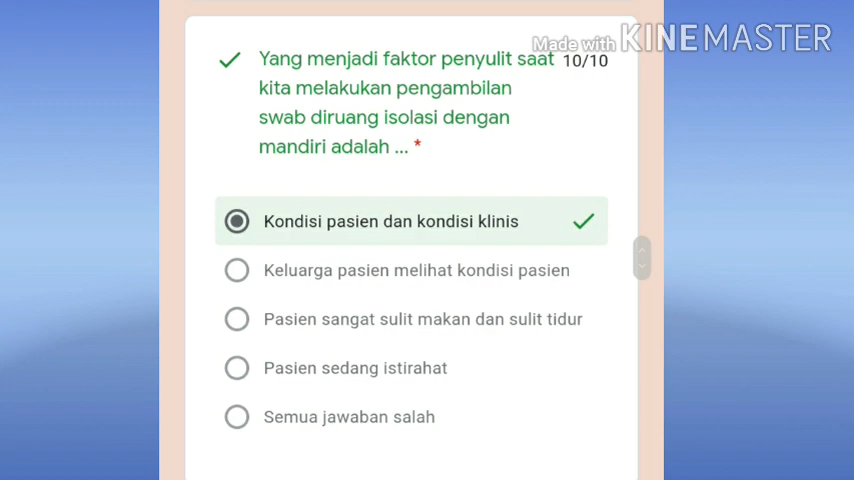 Made with KINEMASTER
Yang menjadi faktor penyulit saat 10/10
kita melakukan pengambilan
swab diruang isolasi dengan
mandiri adalah ... *
Kondisi pasien dan kondisi klinis
Keluarga pasien melihat kondisi pasien
Pasien sangat sulit makan dan sulit tidur
Pasien sedang istirahat
Semua jawaban salah